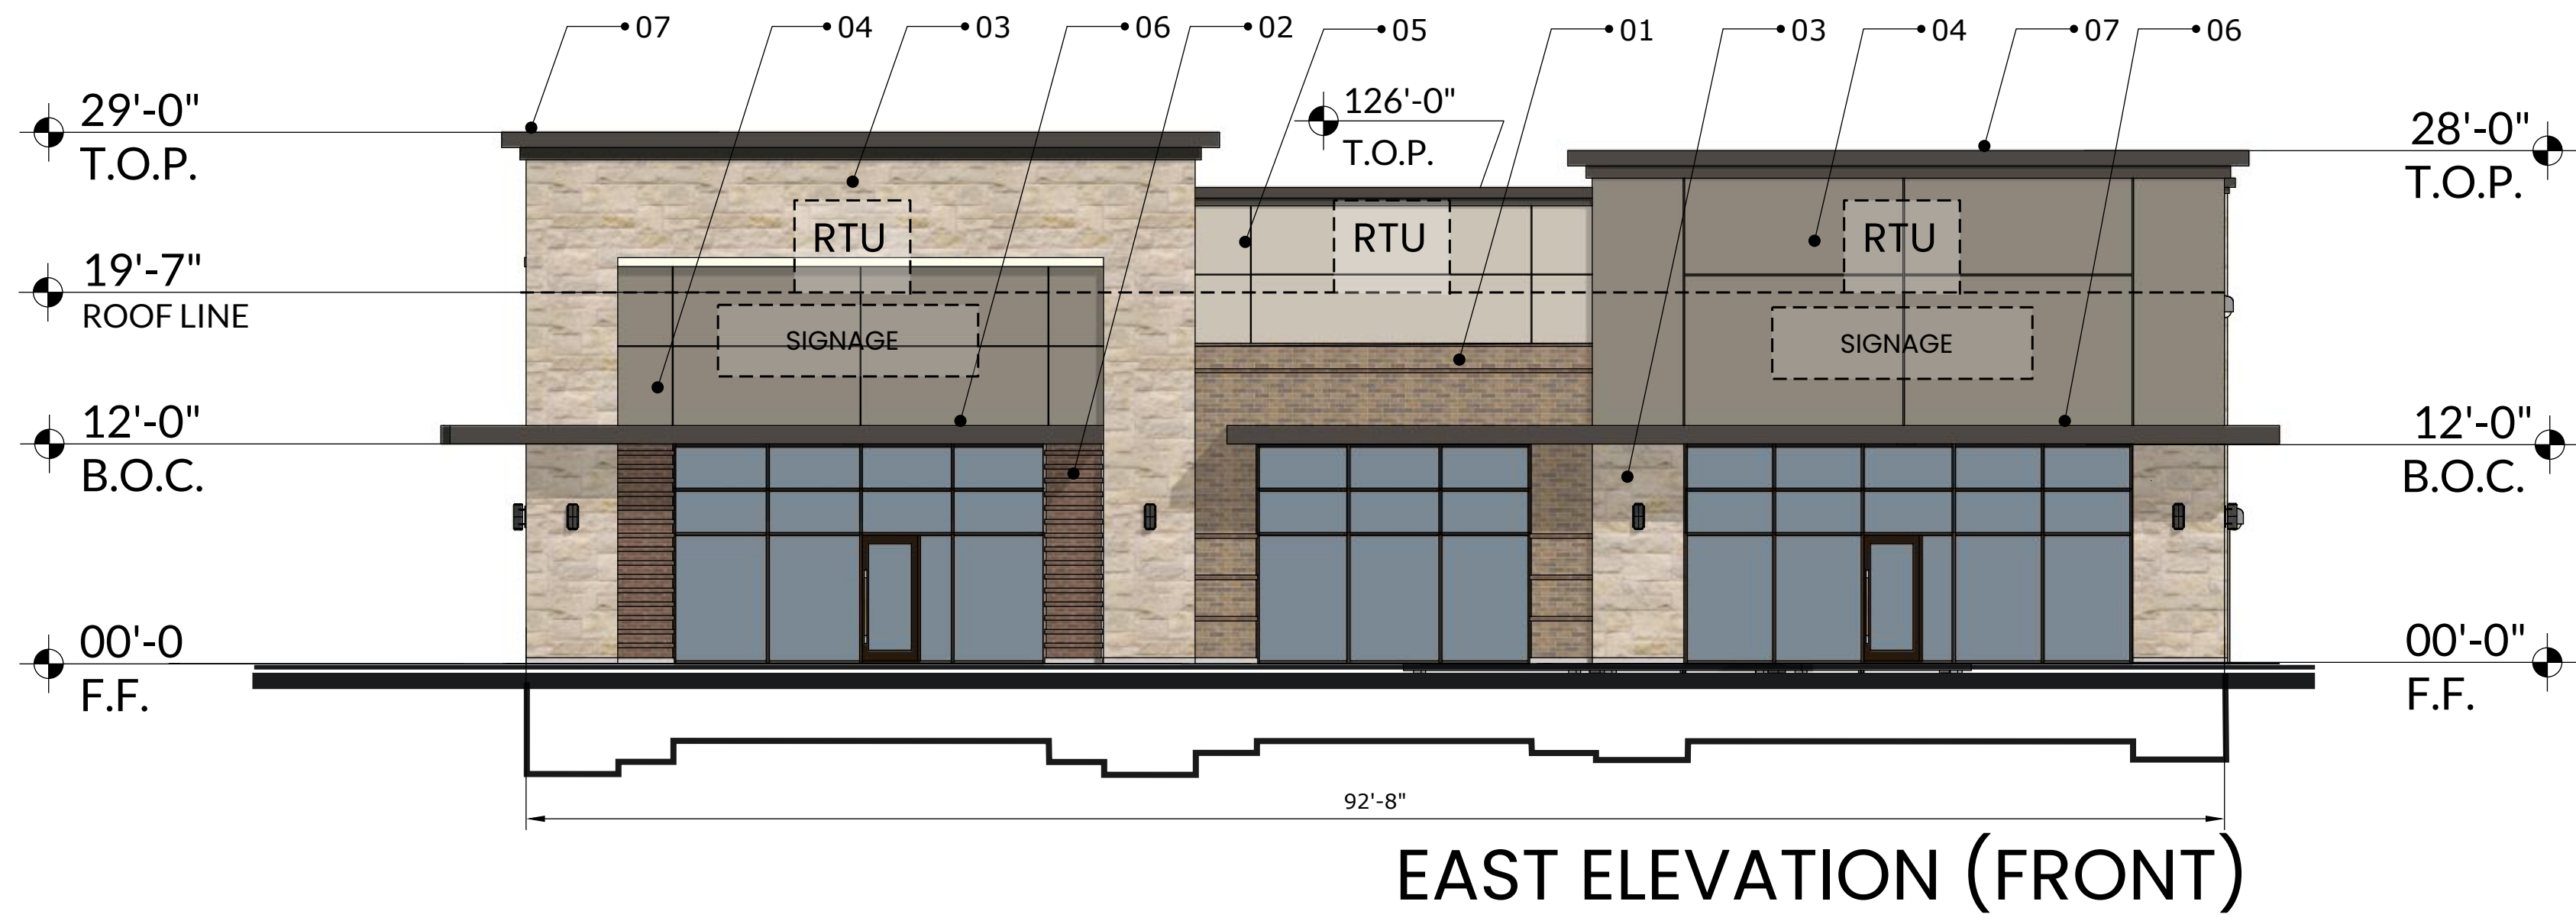 07
04
03
06
02
05
01
03
04
07
06
29'-0"
T.O.P.
126'-0"
T.O.P.
28'-0"
T.O.P.
RTU
RTU
RTU
19'-7"
ROOF LINE
SIGNAGE
SIGNAGE
12'-0"
B.O.C.
12'-0"
B.O.C.
00'-0
F.F.
00'-0"
F.F.
92'-8"
EAST ELEVATION (FRONT)